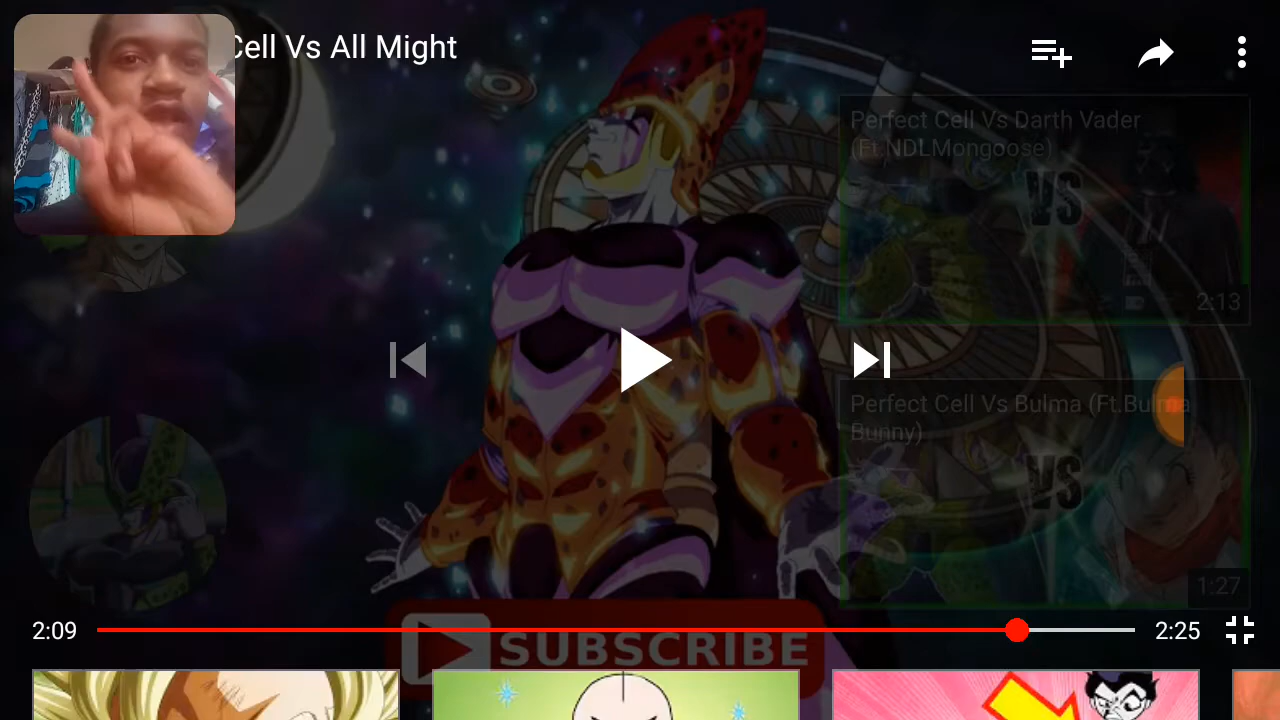 Cell Vs All Might
Perfect Cell Vs Darth Vader
(Ft.NDLMongoose)
VS
2:13
Perfect Cell Vs Bulma (Ft.Bulma
Bunny)
VS
1:27
2:09
2:25
SUBSCRIBE